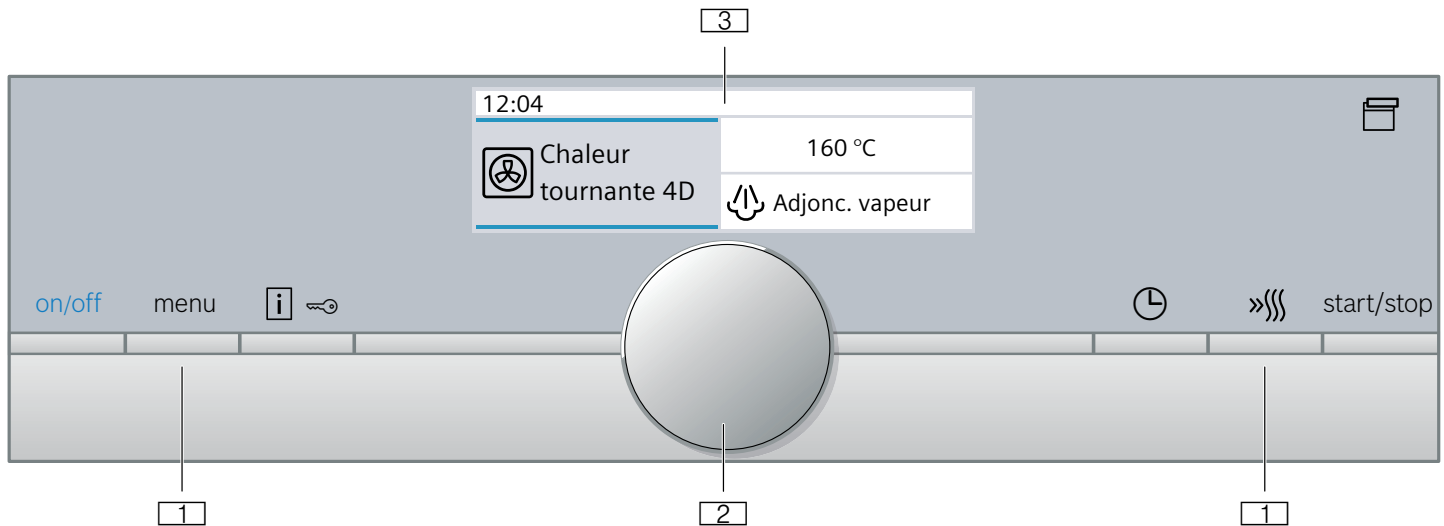 3
12:04
Chaleur
tournante 4D
160 °C
Adjonc. vapeur
on/off menu i » start/stop
1 2 1